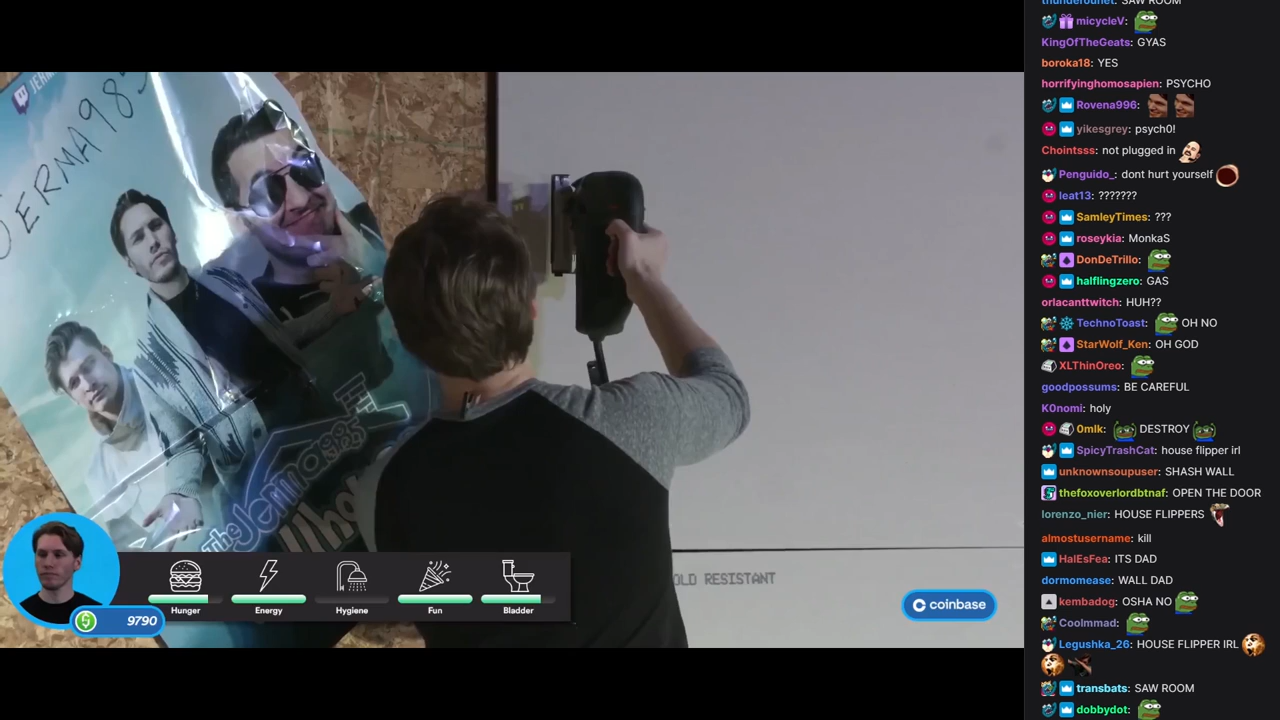 JERMA985
The Jerma985
Who
OLD RESISTANT
Hunger
Energy
Hygiene
Fun
Bladder
9790
coinbase
thunderounet: SAW ROOM
micycleV:
KingOfTheGeats: GYAS
boroka18: YES
horrifyinghomosapien: PSYCHO
Rovena996:
yikesgrey: psych0!
Chointsss: not plugged in
Penguido_: dont hurt yourself
leat13: ???????
SamleyTimes: ???
roseykia: MonkaS
DonDeTrillo:
halflingzero: GAS
orlacanttwitch: HUH??
TechnoToast: OH NO
StarWolf_Ken: OH GOD
XLThinOreo:
goodpossums: BE CAREFUL
K0nomi: holy
0mlk: DESTROY
SpicyTrashCat: house flipper irl
unknownsoupuser: SHASH WALL
thefoxoverlordbtnaf: OPEN THE DOOR
lorenzo_nier: HOUSE FLIPPERS
almostusername: kill
HalEsFea: ITS DAD
dormomease: WALL DAD
kembadog: OSHA NO
Coolmmad:
Legushka_26: HOUSE FLIPPER IRL
transbats: SAW ROOM
dobbydot: